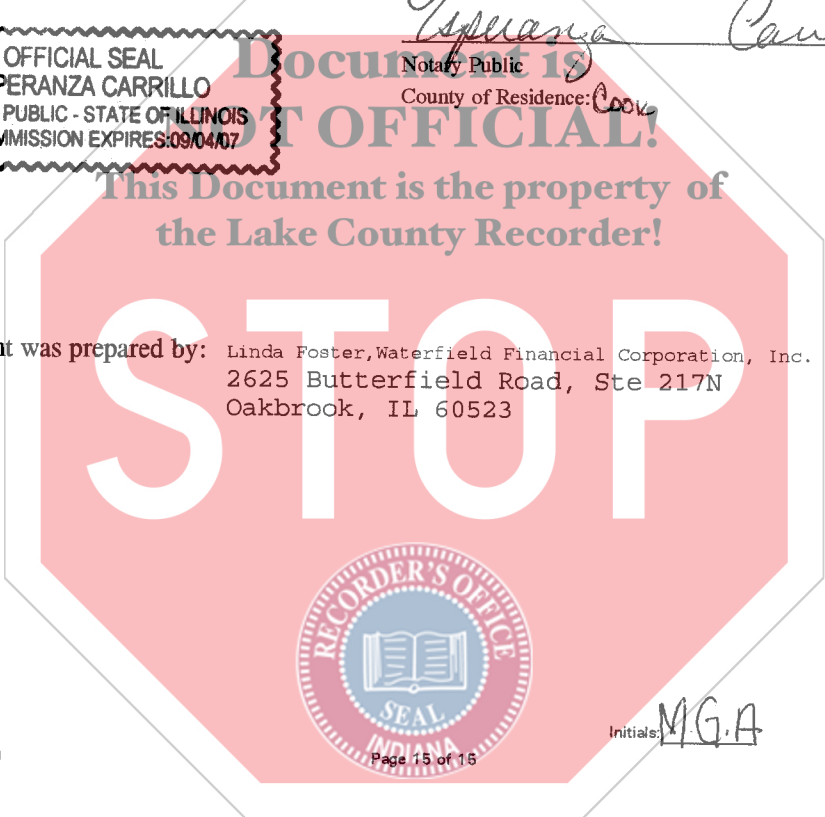 Esperanza
OFFICIAL SEAL
PERANZA CARRILLO
PUBLIC - STATE OF ILLINOIS
MMISSION EXPIRES:09/04/07
Notary Public
County of Residence: Cook
Document is
NOT OFFICIAL!
This Document is the property of
the Lake County Recorder!
STOP
t was prepared by: Linda Foster,Waterfield Financial Corporation, Inc.
2625 Butterfield Road, Ste 217N
Oakbrook, IL 60523
RECORDER'S OFFICE
SEAL
INDIANA
Initials: M.G.A
Page 15 of 15